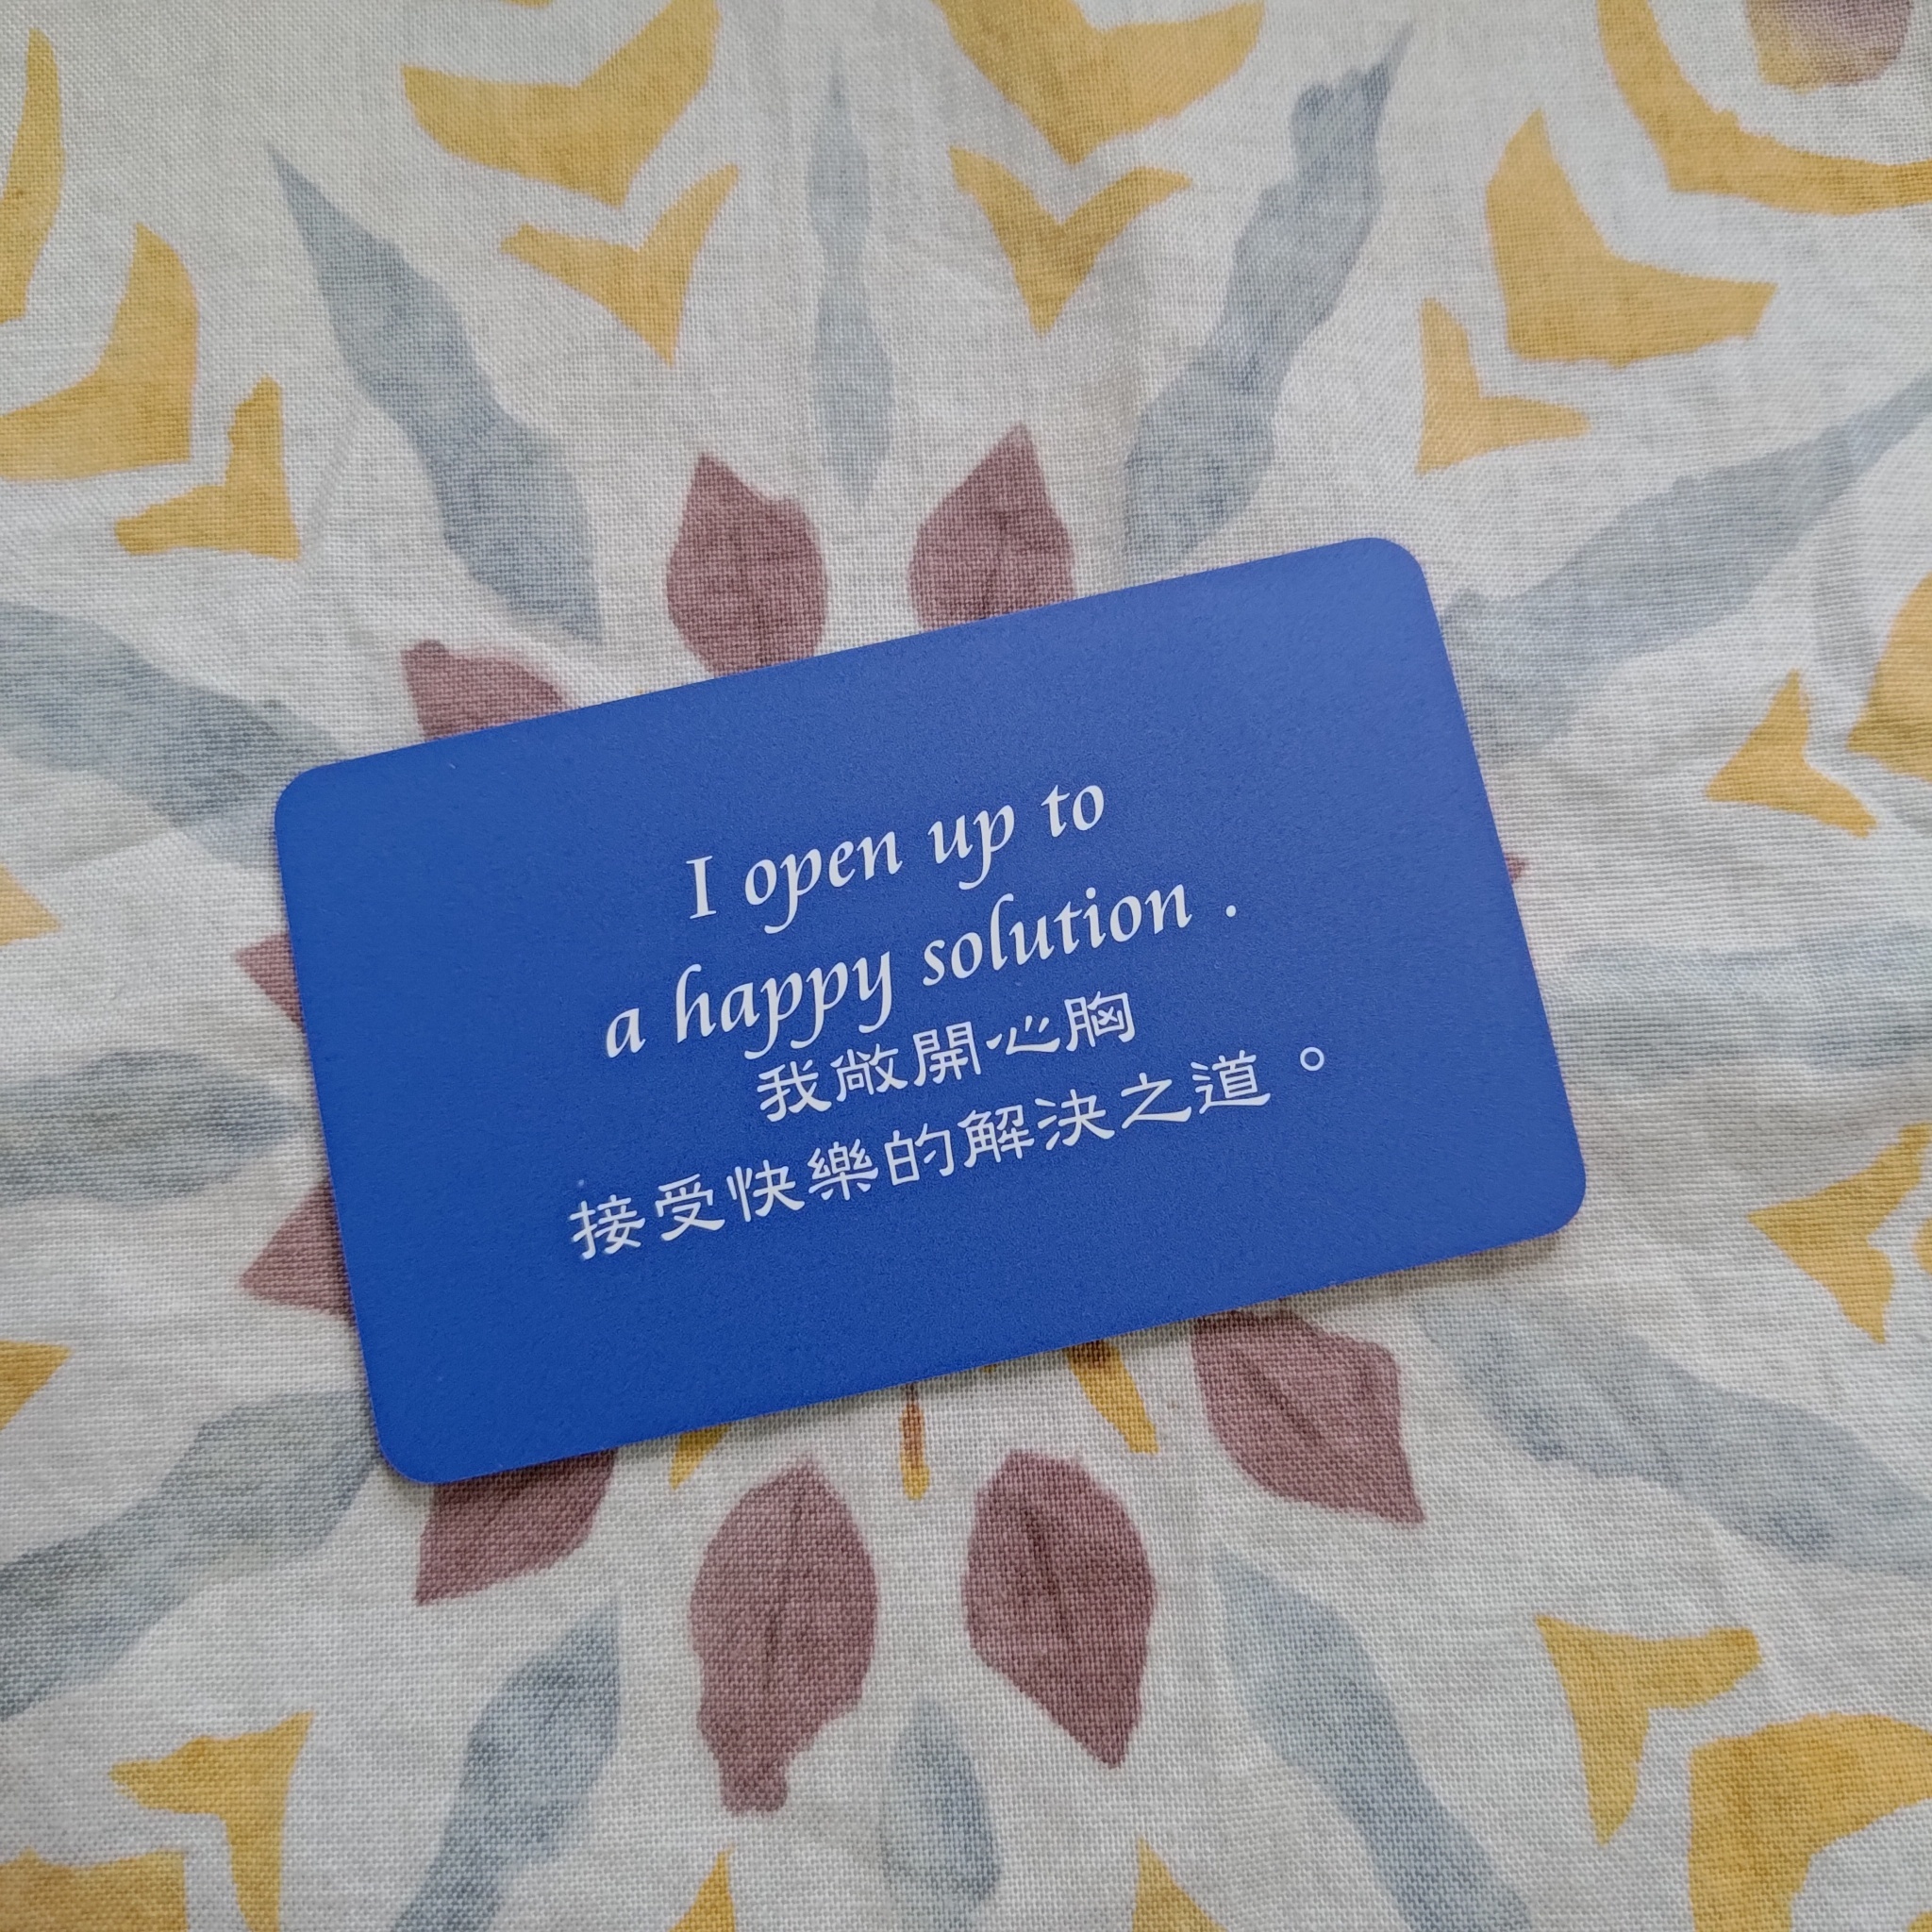 I open up to
a happy solution .
我敞開心胸
接受快樂的解決之道。